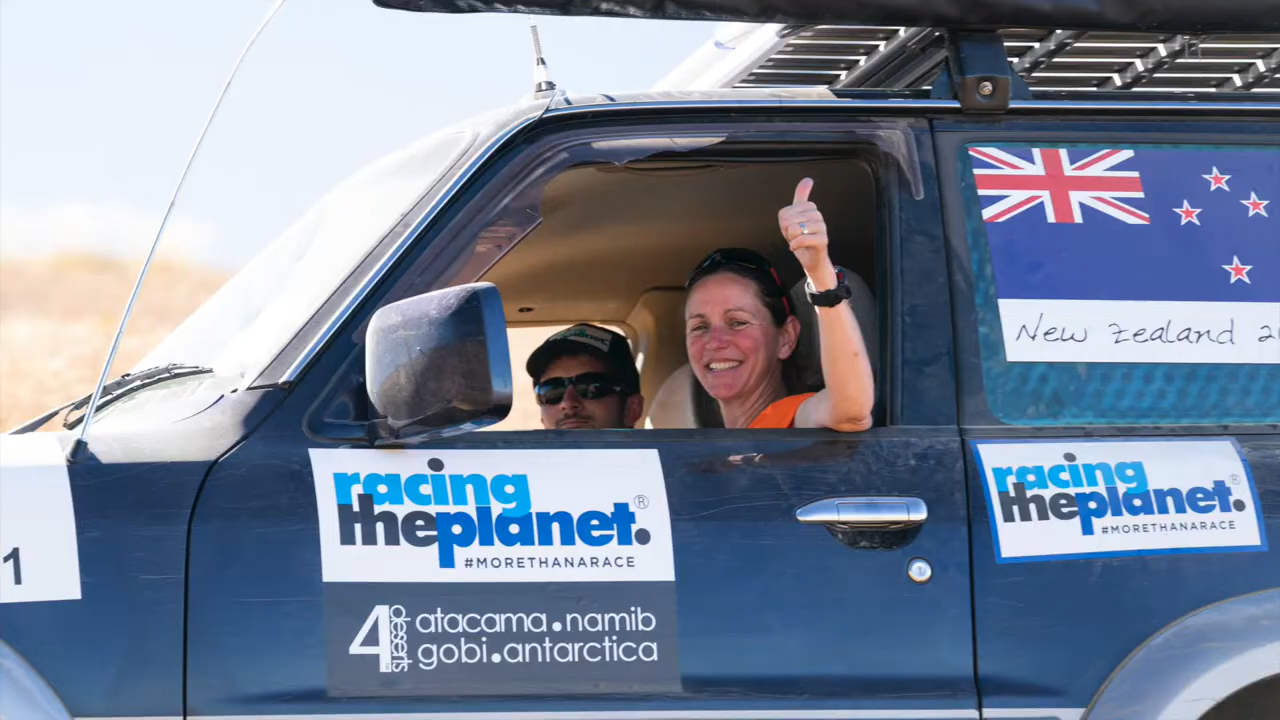 New Zealand
racing
theplanet.®
#MORETHANARACE
racing
theplanet.®
#MORETHANARACE
1
4 deserts
atacama.namib
gobi.antarctica